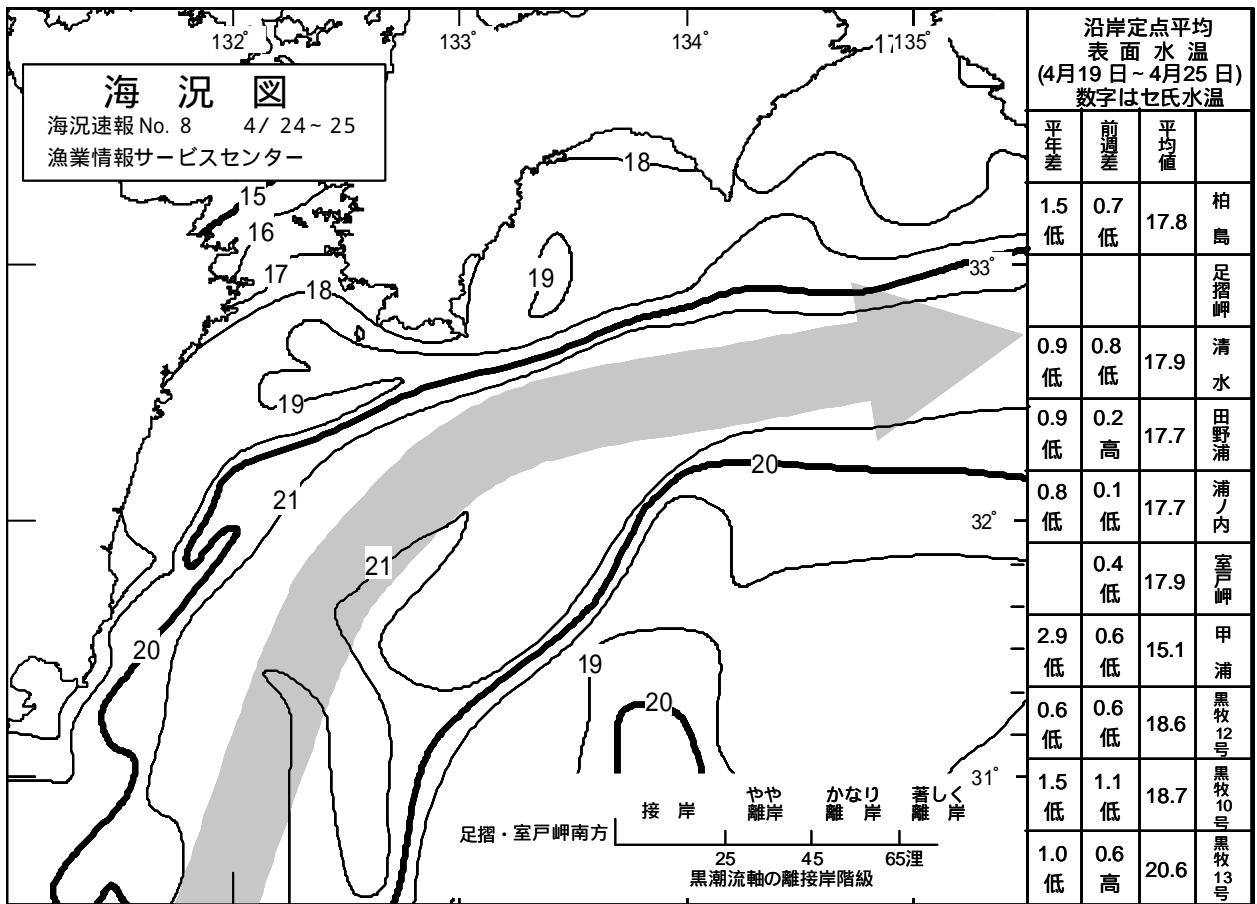 132°
133°
134°
17
135°
海況図
海況速報 No. 8 4/ 24~ 25
漁業情報サービスセンター
18
15
16
17
18
19
33°
19
21
20
32°
21
20
19
20
31°
接岸
やや離岸
かなり離岸
著しく離岸
足摺・室戸岬南方
25 45 65浬
黒潮流軸の離接岸階級
沿岸定点平均
表面水温
(4月19日~4月25日)
数字はセ氏水温
平年差 前週差 平均値
1.5低 0.7低 17.8 柏島
足摺岬
0.9低 0.8低 17.9 清水
0.9低 0.2高 17.7 田野浦
0.8低 0.1低 17.7 浦ノ内
0.4低 17.9 室戸岬
2.9低 0.6低 15.1 甲浦
0.6低 0.6低 18.6 黒牧12号
1.5低 1.1低 18.7 黒牧10号
1.0低 0.6高 20.6 黒牧13号